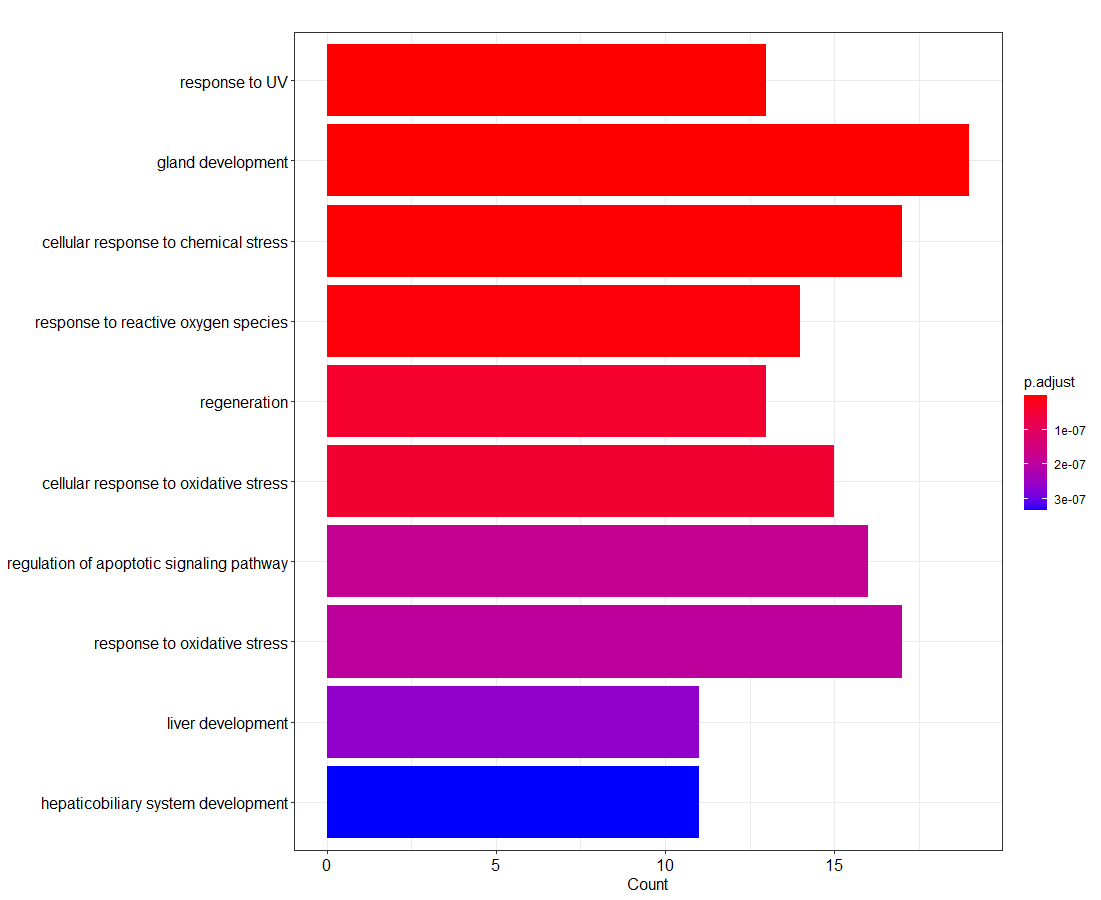 response to UV
gland development
cellular response to chemical stress
response to reactive oxygen species
regeneration
cellular response to oxidative stress
regulation of apoptotic signaling pathway
response to oxidative stress
liver development
hepaticobiliary system development
0 5 10 15
Count
p.adjust
1e-07
2e-07
3e-07